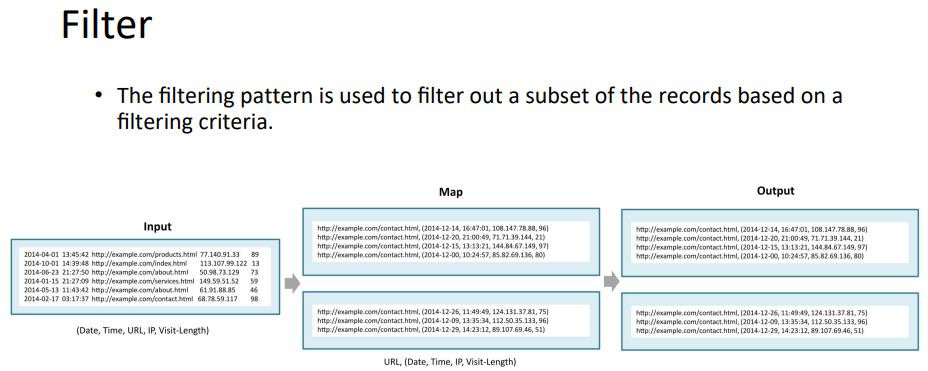 Filter
• The filtering pattern is used to filter out a subset of the records based on a
filtering criteria.
Input
2014-04-01 13:45:42 http://example.com/products.html 77.140.91.33 89
2014-10-01 14:39:48 http://example.com/index.html 113.107.99.122 13
2014-06-23 21:27:50 http://example.com/about.html 50.98.73.129 73
2014-01-15 21:27:09 http://example.com/services.html 149.59.51.52 59
2014-05-13 11:43:42 http://example.com/about.html 61.91.88.85 46
2014-02-17 03:17:37 http://example.com/contact.html 68.78.59.117 98
(Date, Time, URL, IP, Visit-Length)
Map
http://example.com/contact.html, (2014-12-14, 16:47:01, 108.147.78.88, 96)
http://example.com/contact.html, (2014-12-20, 21:00:49, 71.71.39.144, 21)
http://example.com/contact.html, (2014-12-15, 13:13:21, 144.84.67.149, 97)
http://example.com/contact.html, (2014-12-00, 10:24:57, 85.82.69.136, 80)
http://example.com/contact.html, (2014-12-26, 11:49:49, 124.131.37.81, 75)
http://example.com/contact.html, (2014-12-09, 13:35:34, 112.50.35.133, 96)
http://example.com/contact.html, (2014-12-29, 14:23:12, 89.107.69.46, 51)
URL, (Date, Time, IP, Visit-Length)
Output
http://example.com/contact.html, (2014-12-14, 16:47:01, 108.147.78.88, 96)
http://example.com/contact.html, (2014-12-20, 21:00:49, 71.71.39.144, 21)
http://example.com/contact.html, (2014-12-15, 13:13:21, 144.84.67.149, 97)
http://example.com/contact.html, (2014-12-00, 10:24:57, 85.82.69.136, 80)
http://example.com/contact.html, (2014-12-26, 11:49:49, 124.131.37.81, 75)
http://example.com/contact.html, (2014-12-09, 13:35:34, 112.50.35.133, 96)
http://example.com/contact.html, (2014-12-29, 14:23:12, 89.107.69.46, 51)